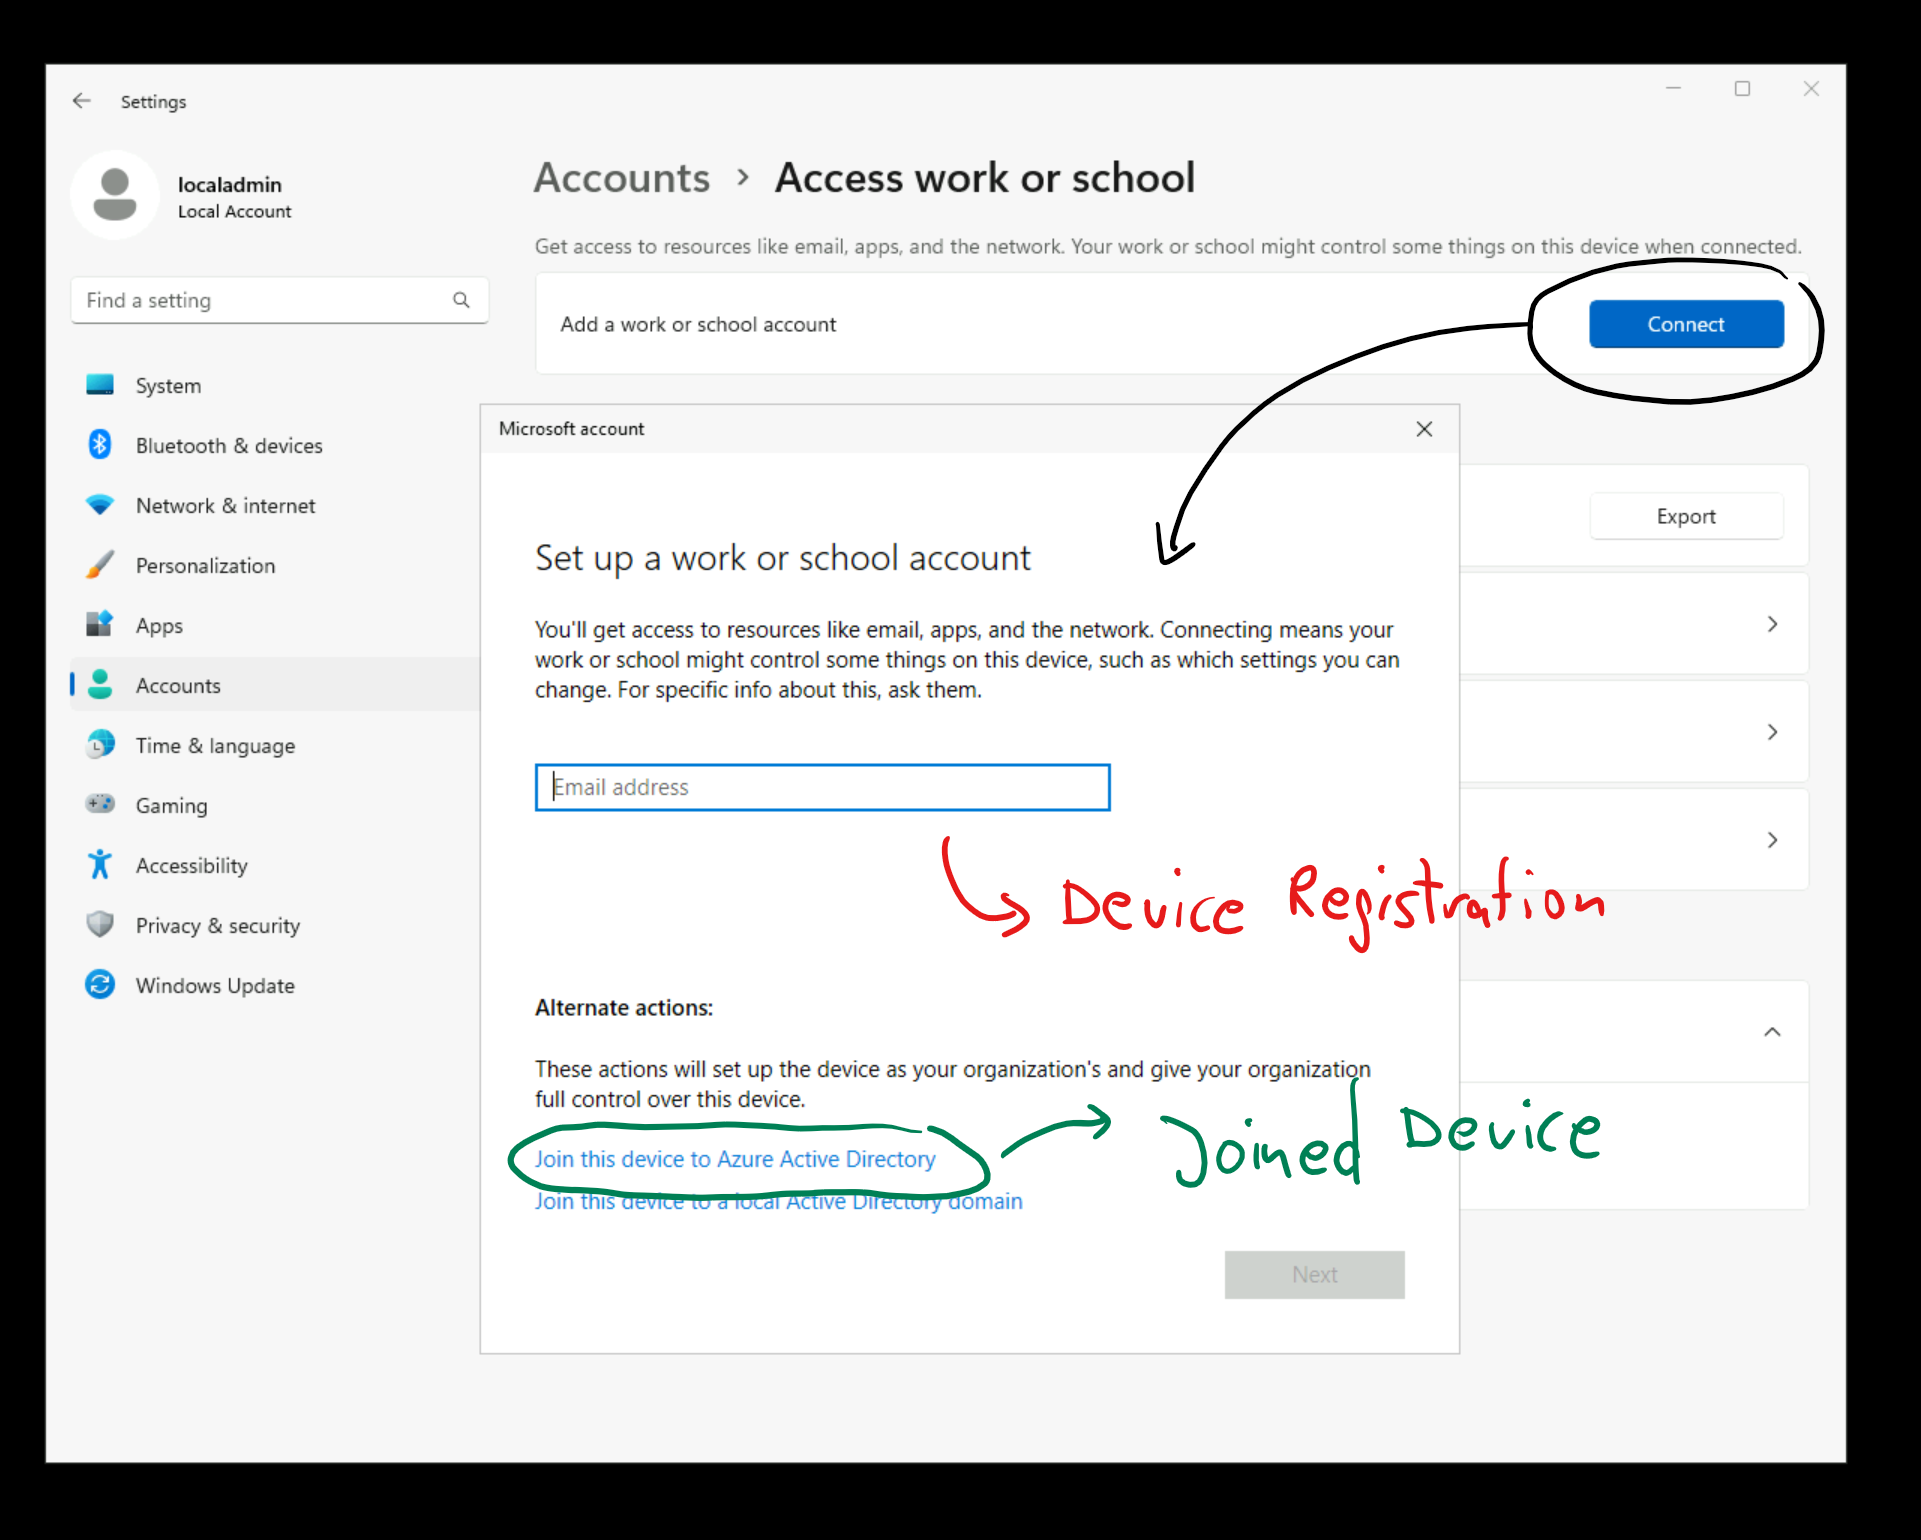 Settings
localadmin
Local Account
Find a setting
System
Bluetooth & devices
Network & internet
Personalization
Apps
Accounts
Time & language
Gaming
Accessibility
Privacy & security
Windows Update
Accounts > Access work or school
Get access to resources like email, apps, and the network. Your work or school might control some things on this device when connected.
Add a work or school account
Connect
Export
Microsoft account
Set up a work or school account
You'll get access to resources like email, apps, and the network. Connecting means your
work or school might control some things on this device, such as which settings you can
change. For specific info about this, ask them.
Email address
Device Registration
Alternate actions:
These actions will set up the device as your organization's and give your organization
full control over this device.
Join this device to Azure Active Directory
Joined Device
Join this device to a local Active Directory domain
Next